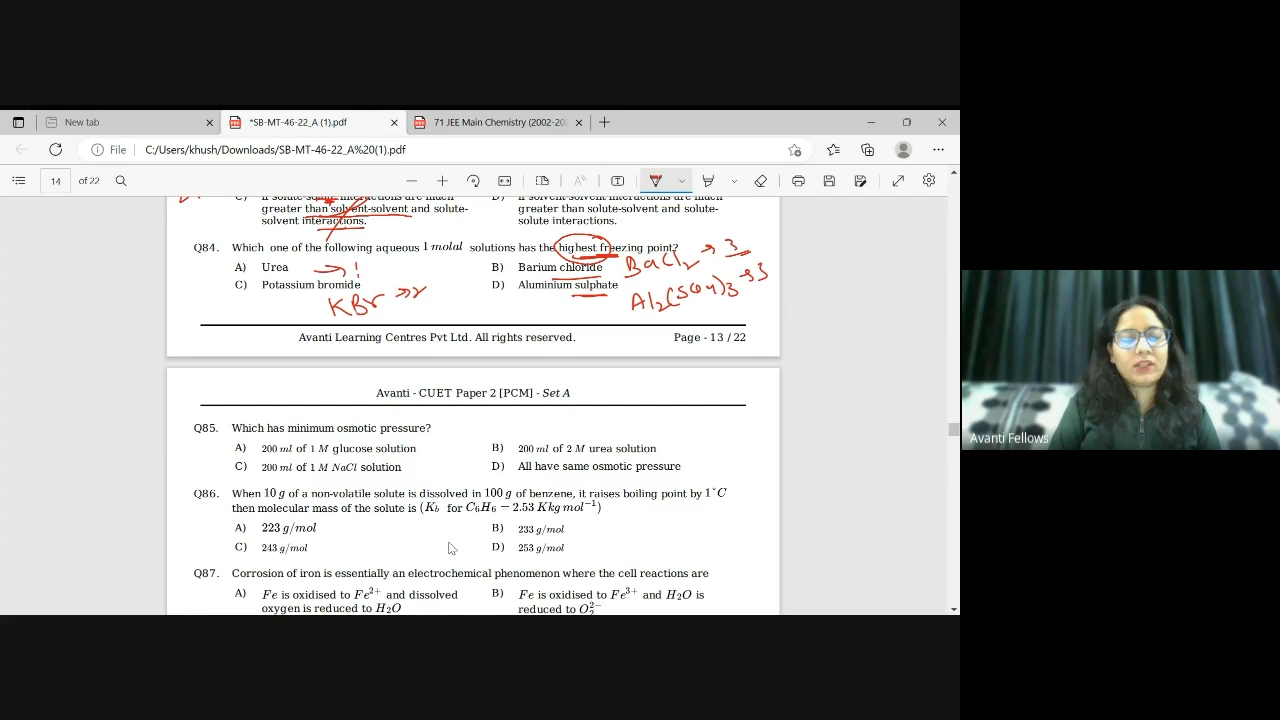 New tab
*SB-MT-46-22_A (1).pdf
71 JEE Main Chemistry (2002-20
File
C:/Users/khush/Downloads/SB-MT-46-22_A%20(1).pdf
14 of 22
greater than solvent-solvent and solute-
solvent interactions.
greater than solute-solvent and solute-
solute interactions.
Q84. Which one of the following aqueous 1 molal solutions has the highest freezing point?
A) Urea
B) Barium chloride
BaCl2 → 3
C) Potassium bromide
D) Aluminium sulphate
KBr
Al2(SO4)3
Avanti Learning Centres Pvt Ltd. All rights reserved.
Page - 13 / 22
Avanti - CUET Paper 2 [PCM] - Set A
Q85. Which has minimum osmotic pressure?
A) 200 ml of 1 M glucose solution
B) 200 ml of 2 M urea solution
C) 200 ml of 1 M NaCl solution
D) All have same osmotic pressure
Q86. When 10 g of a non-volatile solute is dissolved in 100 g of benzene, it raises boiling point by 1°C
then molecular mass of the solute is (K_b for C6H6 = 2.53 K kg mol⁻¹)
A) 223 g/mol
B) 233 g/mol
C) 243 g/mol
D) 253 g/mol
Q87. Corrosion of iron is essentially an electrochemical phenomenon where the cell reactions are
A) Fe is oxidised to Fe²⁺ and dissolved
oxygen is reduced to H2O
B) Fe is oxidised to Fe³⁺ and H2O is
reduced to O₂²⁻
Avanti Fellows